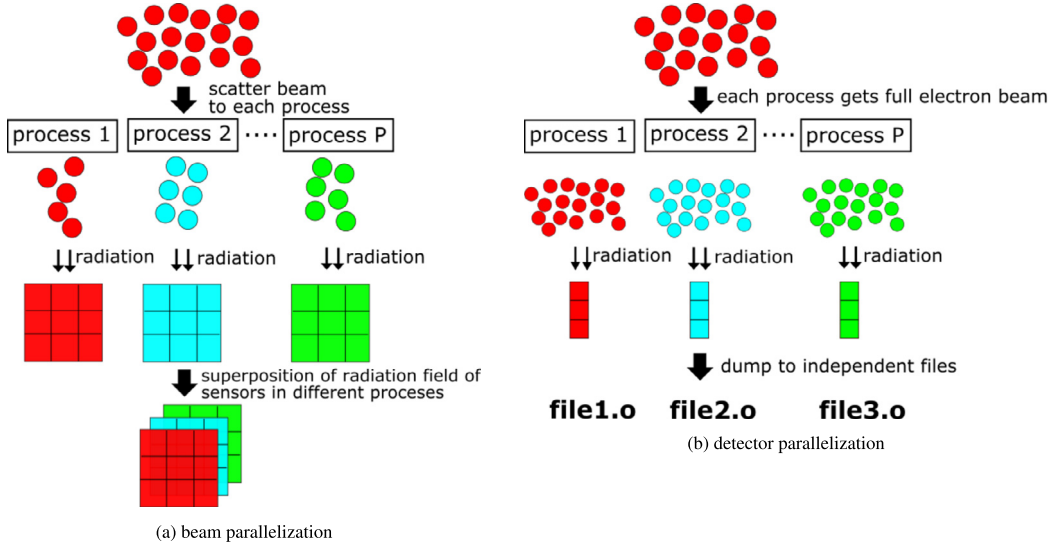 scatter beam
to each process
process 1
process 2
....
process P
radiation
radiation
radiation
superposition of radiation field of
sensors in different proceses
(a) beam parallelization
each process gets full electron beam
process 1
process 2
....
process P
radiation
radiation
radiation
dump to independent files
file1.o
file2.o
file3.o
(b) detector parallelization